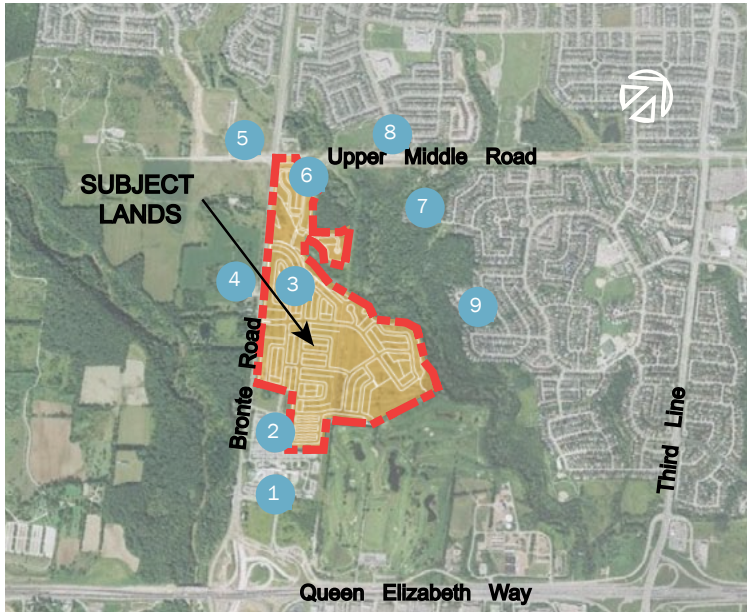 5
8
Upper Middle Road
6
SUBJECT
LANDS
7
4
3
9
Bronte Road
2
Third Line
1
Queen Elizabeth Way